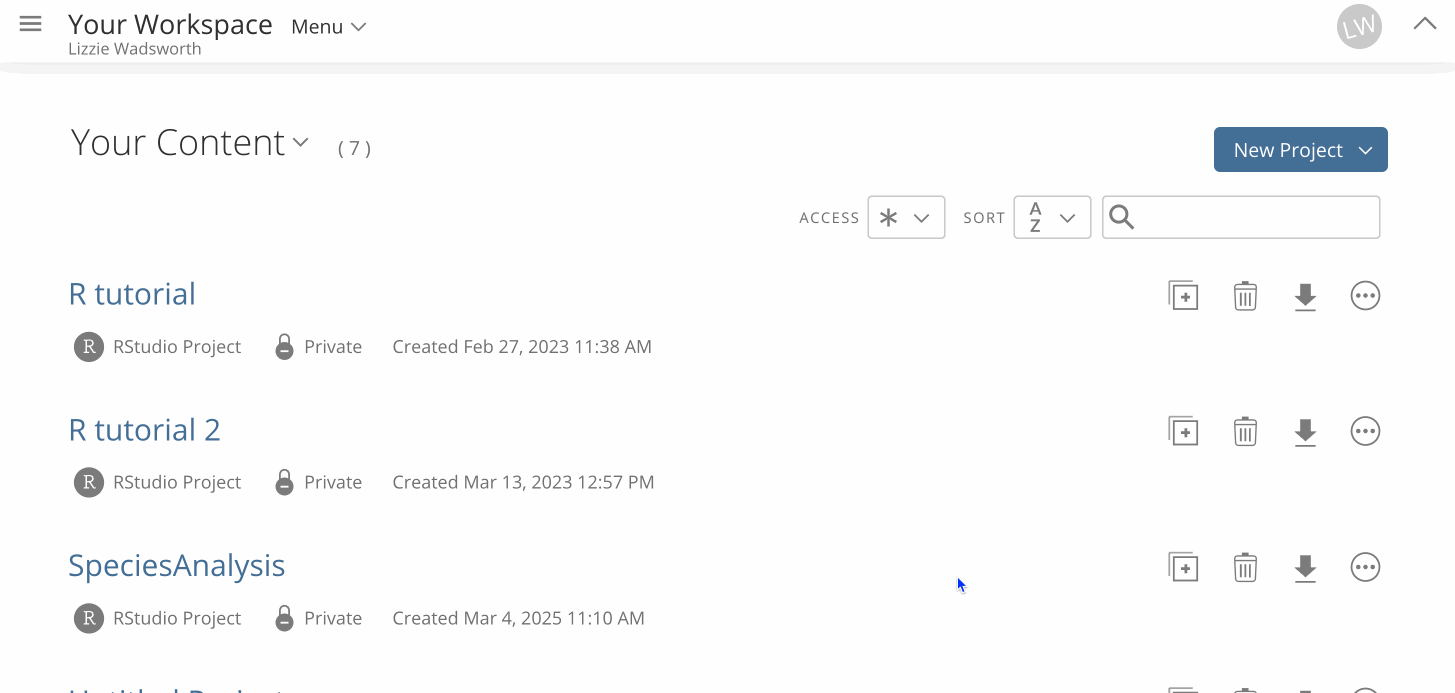 Your Workspace Menu
Lizzie Wadsworth
LW
Your Content ( 7 )
New Project
ACCESS * SORT A Z
R tutorial
R RStudio Project Private Created Feb 27, 2023 11:38 AM
R tutorial 2
R RStudio Project Private Created Mar 13, 2023 12:57 PM
SpeciesAnalysis
R RStudio Project Private Created Mar 4, 2025 11:10 AM